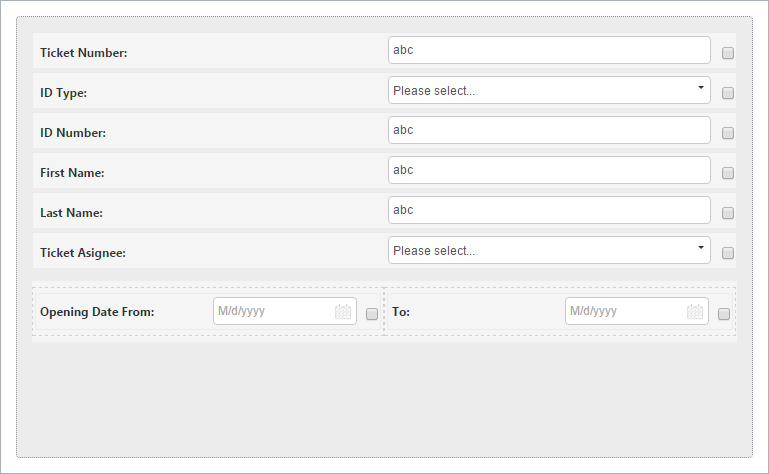 Ticket Number: abc
ID Type: Please select...
ID Number: abc
First Name: abc
Last Name: abc
Ticket Asignee: Please select...
Opening Date From: M/d/yyyy To: M/d/yyyy